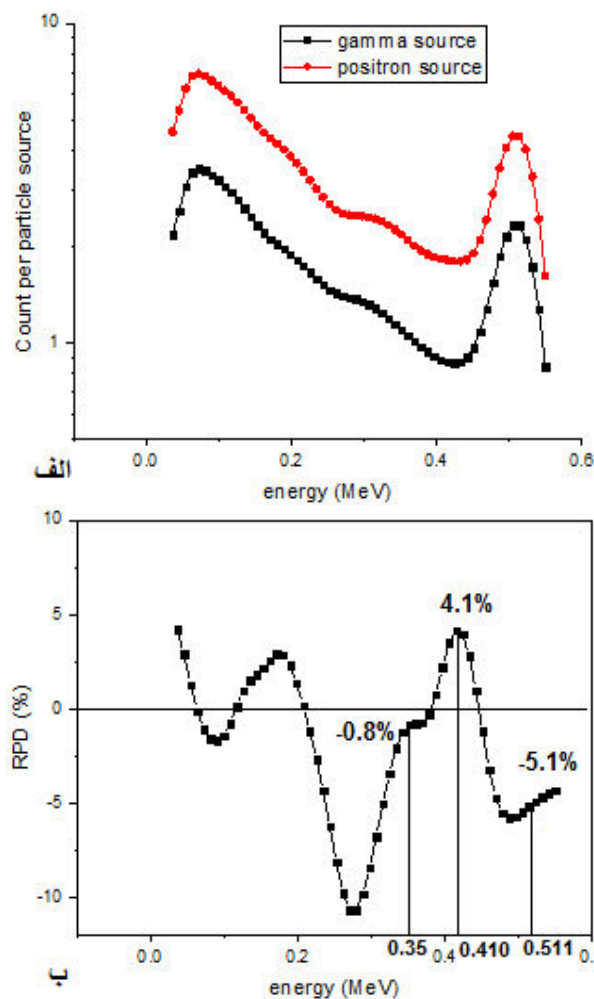 10
gamma source
positron source
Count per particle source
1
0.0
0.2
0.4
0.6
الف
energy (MeV)
10
4.1%
5
RPD (%)
0
-0.8%
-5.1%
-5
-10
0.35
0.410
0.511
0.0
0.2
0.4
0.
ب
energy (MeV)